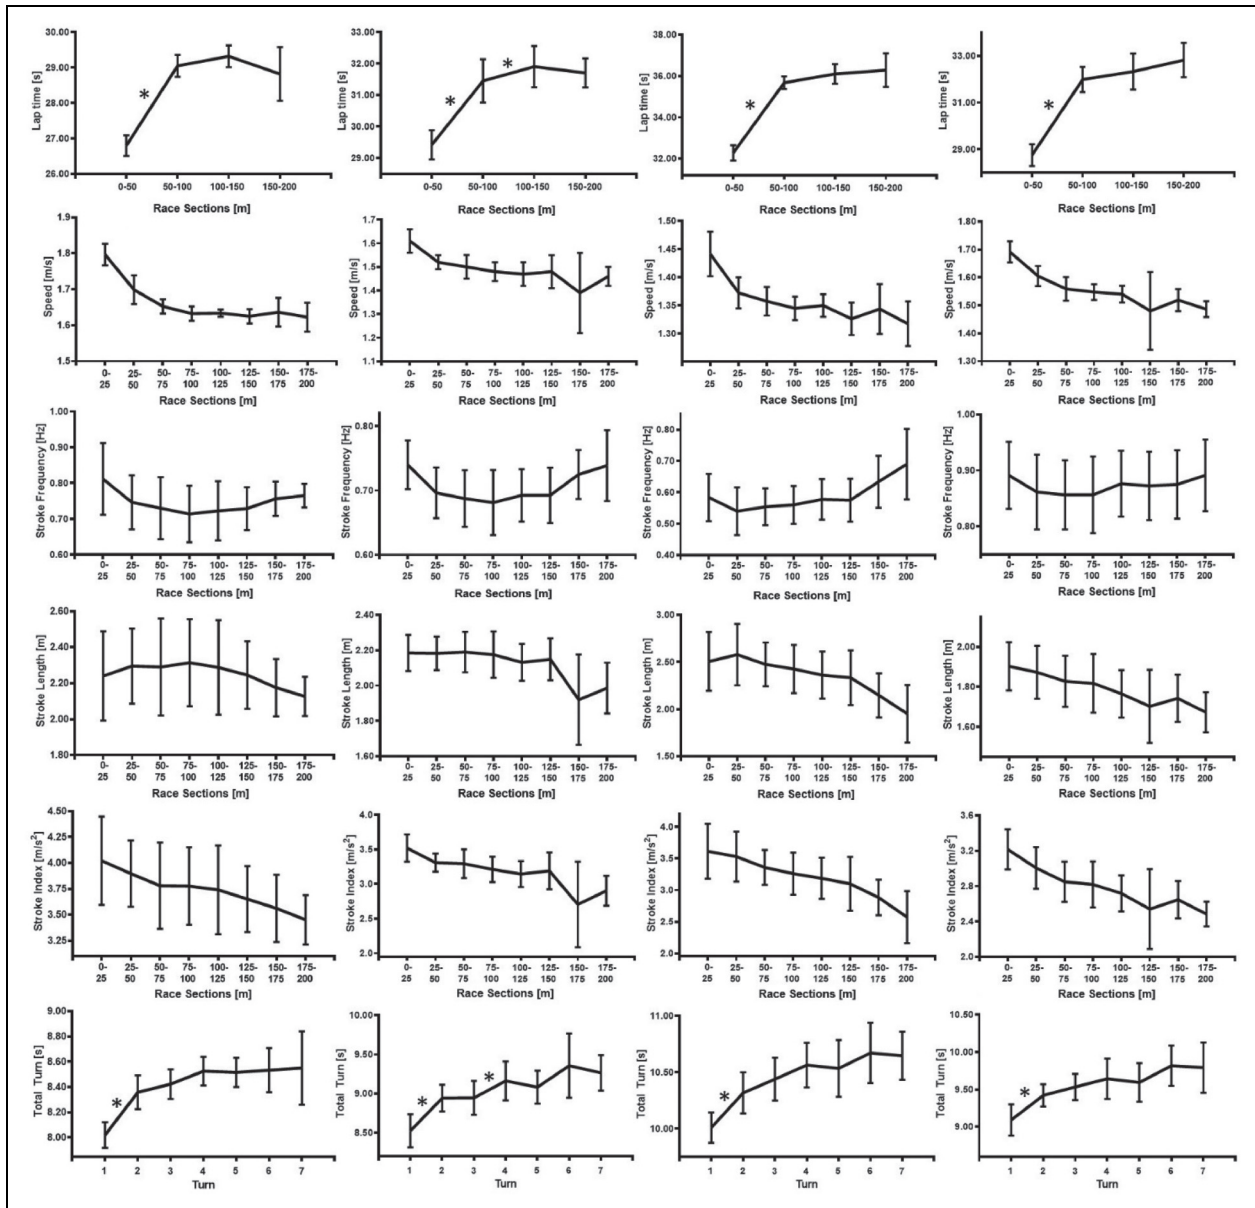 Lap time [s]
30.00
29.00
28.00
27.00
26.00
*
0-50 50-100 100-150 150-200
Race Sections [m]
Lap time [s]
33.00
32.00
31.00
30.00
29.00
* *
0-50 50-100 100-150 150-200
Race Sections [m]
Lap time [s]
38.00
36.00
34.00
32.00
*
0-50 50-100 100-150 150-200
Race Sections [m]
Lap time [s]
33.00
31.00
29.00
*
0-50 50-100 100-150 150-200
Race Sections [m]
Speed [m/s]
1.9
1.8
1.7
1.6
1.5
0- 25- 50- 75- 100- 125- 150- 175-
25 50 75 100 125 150 175 200
Race Sections [m]
Speed [m/s]
1.7
1.6
1.5
1.4
1.3
1.2
1.1
0- 25- 50- 75- 100- 125- 150- 175-
25 50 75 100 125 150 175 200
Race Sections [m]
Speed [m/s]
1.50
1.45
1.40
1.35
1.30
0- 25- 50- 75- 100- 125- 150- 175-
25 50 75 100 125 150 175 200
Race Sections [m]
Speed [m/s]
1.80
1.70
1.60
1.50
1.40
1.30
0- 25- 50- 75- 100- 125- 150- 175-
25 50 75 100 125 150 175 200
Race Sections [m]
Stroke Frequency [Hz]
1.00
0.90
0.80
0.70
0.60
0- 25- 50- 75- 100- 125- 150- 175-
25 50 75 100 125 150 175 200
Race Sections [m]
Stroke Frequency [Hz]
0.80
0.70
0.60
0- 25- 50- 75- 100- 125- 150- 175-
25 50 75 100 125 150 175 200
Race Sections [m]
Stroke Frequency [Hz]
0.80
0.70
0.60
0.50
0.40
0- 25- 50- 75- 100- 125- 150- 175-
25 50 75 100 125 150 175 200
Race Sections [m]
Stroke Frequency [Hz]
1.00
0.90
0.80
0- 25- 50- 75- 100- 125- 150- 175-
25 50 75 100 125 150 175 200
Race Sections [m]
Stroke Length [m]
2.60
2.40
2.20
2.00
1.80
0- 25- 50- 75- 100- 125- 150- 175-
25 50 75 100 125 150 175 200
Race Sections [m]
Stroke Length [m]
2.40
2.20
2.00
1.80
1.60
0- 25- 50- 75- 100- 125- 150- 175-
25 50 75 100 125 150 175 200
Race Sections [m]
Stroke Length [m]
3.00
2.50
2.00
1.50
0- 25- 50- 75- 100- 125- 150- 175-
25 50 75 100 125 150 175 200
Race Sections [m]
Stroke Length [m]
2.00
1.80
1.60
0- 25- 50- 75- 100- 125- 150- 175-
25 50 75 100 125 150 175 200
Race Sections [m]
Stroke Index [m/s²]
4.50
4.25
4.00
3.75
3.50
3.25
0- 25- 50- 75- 100- 125- 150- 175-
25 50 75 100 125 150 175 200
Race Sections [m]
Stroke Index [m/s²]
4.0
3.5
3.0
2.5
2.0
0- 25- 50- 75- 100- 125- 150- 175-
25 50 75 100 125 150 175 200
Race Sections [m]
Stroke Index [m/s²]
4.0
3.5
3.0
2.5
2.0
0- 25- 50- 75- 100- 125- 150- 175-
25 50 75 100 125 150 175 200
Race Sections [m]
Stroke Index [m/s²]
3.6
3.2
2.8
2.4
2.0
0- 25- 50- 75- 100- 125- 150- 175-
25 50 75 100 125 150 175 200
Race Sections [m]
Total Turn [s]
9.00
8.80
8.60
8.40
8.20
8.00
*
1 2 3 4 5 6 7
Turn
Total Turn [s]
10.00
9.50
9.00
8.50
* *
1 2 3 4 5 6 7
Turn
Total Turn [s]
11.00
10.50
10.00
*
1 2 3 4 5 6 7
Turn
Total Turn [s]
10.50
10.00
9.50
9.00
*
1 2 3 4 5 6 7
Turn